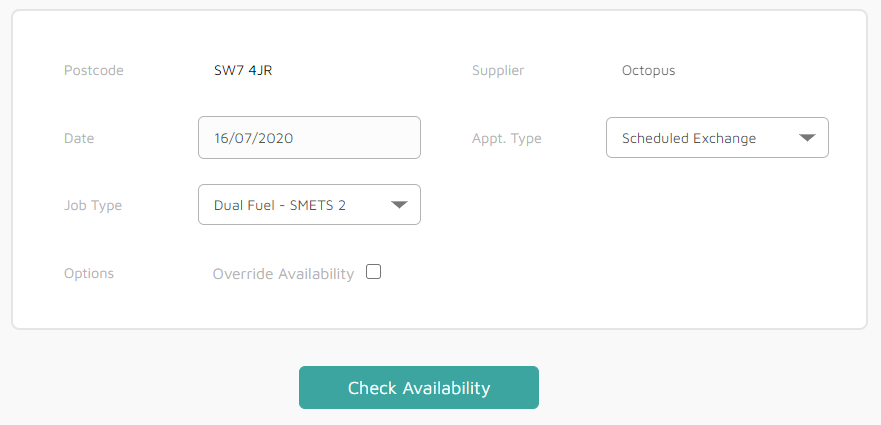 Postcode SW7 4JR Supplier Octopus
Date 16/07/2020 Appt. Type Scheduled Exchange
Job Type Dual Fuel - SMETS 2
Options Override Availability
Check Availability